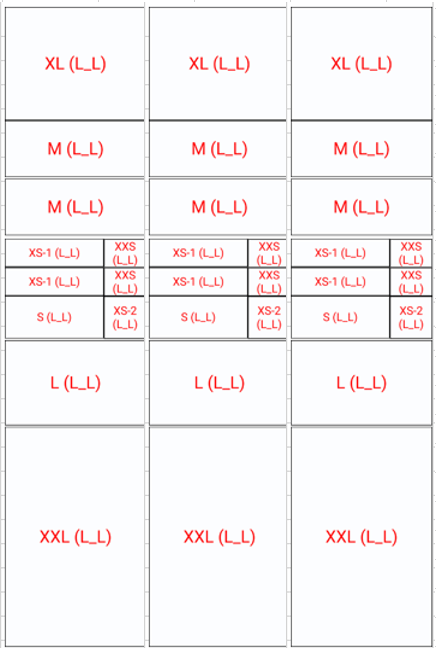 XL (L_L) XL (L_L) XL (L_L)
M (L_L) M (L_L) M (L_L)
M (L_L) M (L_L) M (L_L)
XS-1 (L_L) XXS (L_L) XS-1 (L_L) XXS (L_L) XS-1 (L_L) XXS (L_L)
XS-1 (L_L) XXS (L_L) XS-1 (L_L) XXS (L_L) XS-1 (L_L) XXS (L_L)
S (L_L) XS-2 (L_L) S (L_L) XS-2 (L_L) S (L_L) XS-2 (L_L)
L (L_L) L (L_L) L (L_L)
XXL (L_L) XXL (L_L) XXL (L_L)